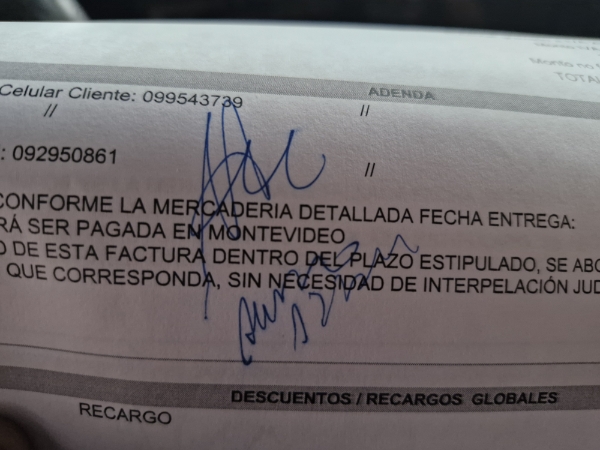 TOTAL
ADENDA
Celular Cliente: 099543739
// //
: 092950861
//
CONFORME LA MERCADERIA DETALLADA FECHA ENTREGA:
RÁ SER PAGADA EN MONTEVIDEO
O DE ESTA FACTURA DENTRO DEL PLAZO ESTIPULADO, SE ABO
QUE CORRESPONDA, SIN NECESIDAD DE INTERPELACIÓN JUD
DESCUENTOS / RECARGOS GLOBALES
RECARGO